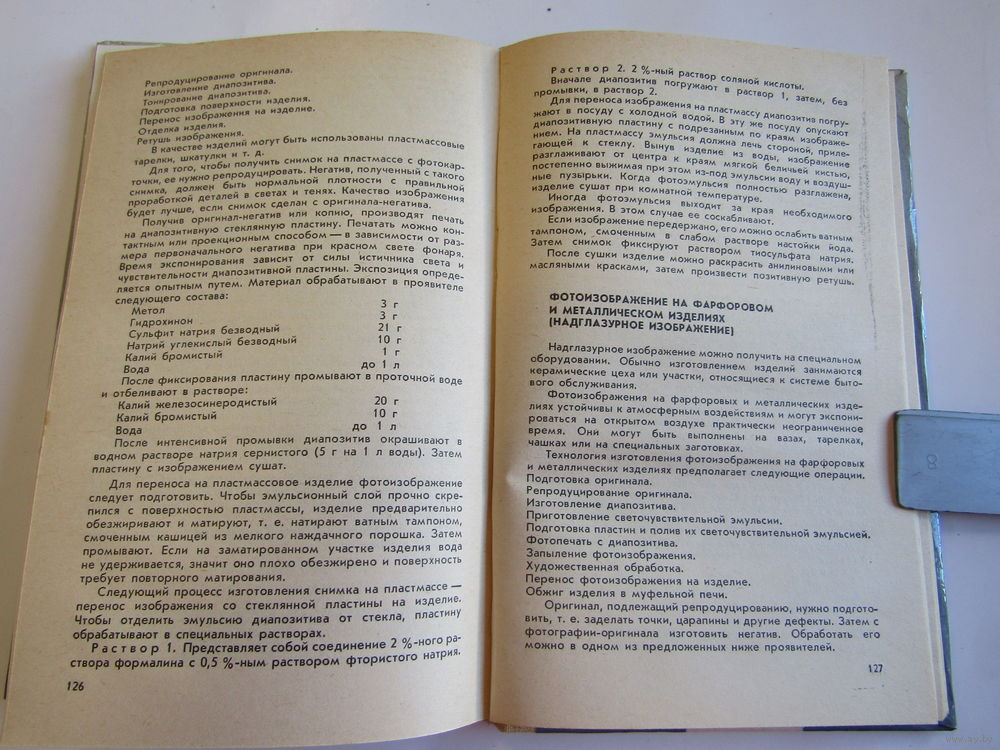 Репродуцирование оригинала.
Изготовление диапозитива.
Тонирование диапозитива.
Подготовка поверхности изделия.
Перенос изображения на изделие.
Отделка изделия.
Ретушь изображения.
В качестве изделий могут быть использованы пластмассовые
тарелки, шкатулки и т. д.
Для того, чтобы получить снимок на пластмассе с фотокар-
точки, ее нужно репродуцировать. Негатив, полученный с такого
снимка, должен быть нормальной плотности с правильной
проработкой деталей в светах и тенях. Качество изображения
будет лучше, если снимок сделан с оригинала-негатива.
Получив оригинал-негатив или копию, производят печать
на диапозитивную стеклянную пластину. Печатать можно кон-
тактным или проекционным способом — в зависимости от раз-
мера первоначального негатива при красном свете фонаря.
Время экспонирования зависит от силы источника света и
чувствительности диапозитивной пластины. Экспозиция опреде-
ляется опытным путем. Материал обрабатывают в проявителе
следующего состава:
Метол 3 г
Гидрохинон 3 г
Сульфит натрия безводный 21 г
Натрий углекислый безводный 10 г
Калий бромистый 1 г
Вода до 1 л
После фиксирования пластину промывают в проточной воде
и отбеливают в растворе:
Калий железосинеродистый 20 г
Калий бромистый 10 г
Вода до 1 л
После интенсивной промывки диапозитив окрашивают в
водном растворе натрия сернистого (5 г на 1 л воды). Затем
пластину с изображением сушат.
Для переноса на пластмассовое изделие фотоизображение
следует подготовить. Чтобы эмульсионный слой прочно скре-
пился с поверхностью пластмассы, изделие предварительно
обезжиривают и матируют, т. е. натирают ватным тампоном,
смоченным кашицей из мелкого наждачного порошка. Затем
промывают. Если на заматированном участке изделия вода
не удерживается, значит оно плохо обезжирено и поверхность
требует повторного матирования.
Следующий процесс изготовления снимка на пластмассе —
перенос изображения со стеклянной пластины на изделие.
Чтобы отделить эмульсию диапозитива от стекла, пластину
обрабатывают в специальных растворах.
Раствор 1. Представляет собой соединение 2 %-ного ра-
створа формалина с 0,5 %-ным раствором фтористого натрия.
126
Раствор 2. 2 %-ный раствор соляной кислоты.
Вначале диапозитив погружают в раствор 1, затем, без
промывки, в раствор 2.
Для переноса изображения на пластмассу диапозитив погру-
жают в посуду с холодной водой. В эту же посуду опускают
диапозитивную пластину с подрезанным по краям изображе-
нием. На пластмассу эмульсия должна лечь стороной, приле-
гающей к стеклу. Вынув изделие из воды, изображение
разглаживают от центра к краям мягкой беличьей кистью,
постепенно выжимая при этом из-под эмульсии воду и воздуш-
ные пузырьки. Когда фотоэмульсия полностью разглажена,
изделие сушат при комнатной температуре.
Иногда фотоэмульсия выходит за края необходимого
изображения. В этом случае ее соскабливают.
Если изображение передержано, его можно ослабить ватным
тампоном, смоченным в слабом растворе настойки йода.
Затем снимок фиксируют раствором тиосульфата натрия.
После сушки изделие можно раскрасить анилиновыми или
масляными красками, затем произвести позитивную ретушь.
ФОТОИЗОБРАЖЕНИЕ НА ФАРФОРОВОМ
И МЕТАЛЛИЧЕСКОМ ИЗДЕЛИЯХ
(НАДГЛАЗУРНОЕ ИЗОБРАЖЕНИЕ)
Надглазурное изображение можно получить на специальном
оборудовании. Обычно изготовлением изделий занимаются
керамические цеха или участки, относящиеся к системе быто-
вого обслуживания.
Фотоизображения на фарфоровых и металлических изде-
лиях устойчивы к атмосферным воздействиям и могут экспони-
роваться на открытом воздухе практически неограниченное
время. Они могут быть выполнены на вазах, тарелках,
чашках или на специальных заготовках.
Технология изготовления фотоизображения на фарфоровых
и металлических изделиях предполагает следующие операции.
Подготовка оригинала.
Репродуцирование оригинала.
Изготовление диапозитива.
Приготовление светочувствительной эмульсии.
Подготовка пластин и полив их светочувствительной эмульсией.
Фотопечать с диапозитива.
Запыление фотоизображения.
Художественная обработка.
Перенос фотоизображения на изделие.
Обжиг изделия в муфельной печи.
Оригинал, подлежащий репродуцированию, нужно подгото-
вить, т. е. заделать точки, царапины и другие дефекты. Затем с
фотографии-оригинала изготовить негатив. Обработать его
можно в одном из предложенных ниже проявителей.
127
8
www.ay.by